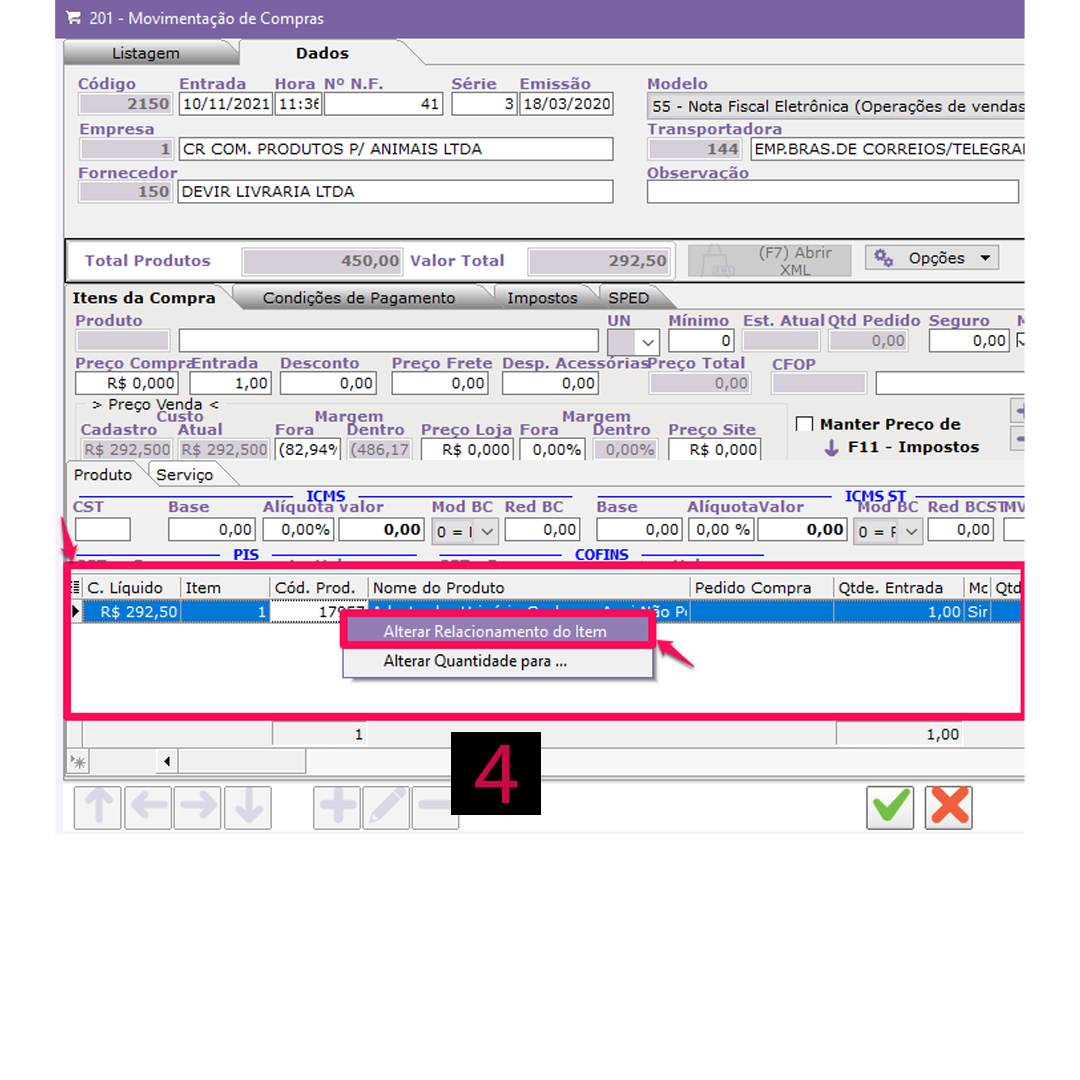 201 - Movimentação de Compras
Listagem Dados
Código Entrada Hora Nº N.F. Série Emissão Modelo
2150 10/11/2021 11:36 41 3 18/03/2020 55 - Nota Fiscal Eletrônica (Operações de vendas
Empresa Transportadora
1 CR COM. PRODUTOS P/ ANIMAIS LTDA 144 EMP.BRAS.DE CORREIOS/TELEGRA
Fornecedor Observação
150 DEVIR LIVRARIA LTDA
Total Produtos 450,00 Valor Total 292,50 (F7) Abrir XML Opções
Itens da Compra Condições de Pagamento Impostos SPED
Produto UN Mínimo Est. Atual Qtd Pedido Seguro
0 0,00 0,00
Preço Compra Entrada Desconto Preço Frete Desp. Acessórias Preço Total CFOP
R$ 0,000 1,00 0,00 0,00 0,00 0,00
> Preço Venda <
Custo Margem Margem
Cadastro Atual Fora Dentro Preço Loja Fora Dentro Preço Site
Manter Preço de
R$ 292,500 R$ 292,500 (82,94% (486,17 R$ 0,000 0,00% 0,00% R$ 0,000
F11 - Impostos
Produto Serviço
ICMS ICMS ST
CST Base Alíquota valor Mod BC Red BC Base Alíquota Valor Mod BC Red BCST MV
0,00 0,00% 0,00 0 = 0,00 0,00 0,00 % 0,00 0 = 0,00
PIS COFINS
C. Líquido Item Cód. Prod. Nome do Produto Pedido Compra Qtde. Entrada Mc Qtd
R$ 292,50 1 1,00 Sir
Alterar Relacionamento do Item
Alterar Quantidade para ...
1 1,00
4